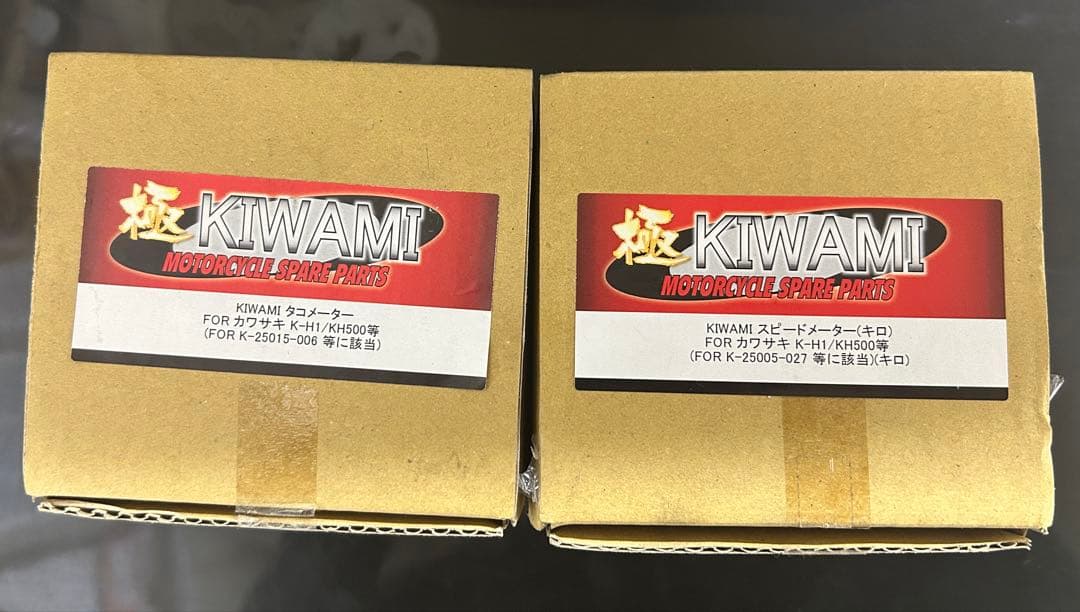 極 KIWAMI
MOTORCYCLE SPARE PARTS
KIWAMI タコメーター
FOR カワサキ K-H1/KH500等
(FOR K-25015-006 等に該当)
極 KIWAMI
MOTORCYCLE SPARE PARTS
KIWAMI スピードメーター(キロ)
FOR カワサキ K-H1/KH500等
(FOR K-25005-027 等に該当)(キロ)